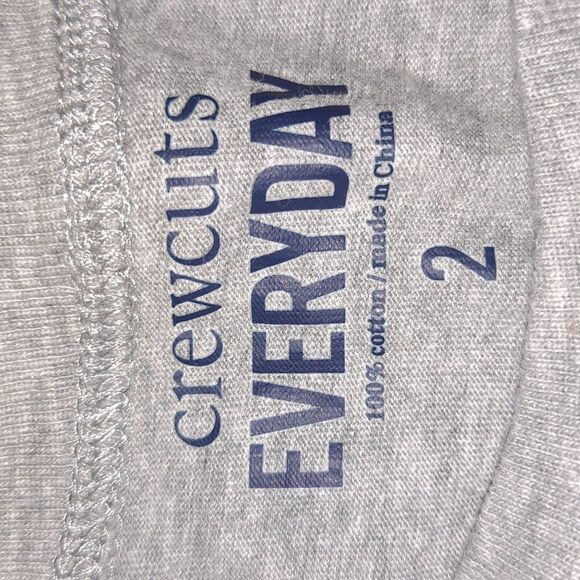 crewcuts
EVERYDAY
100% cotton / made in China
2